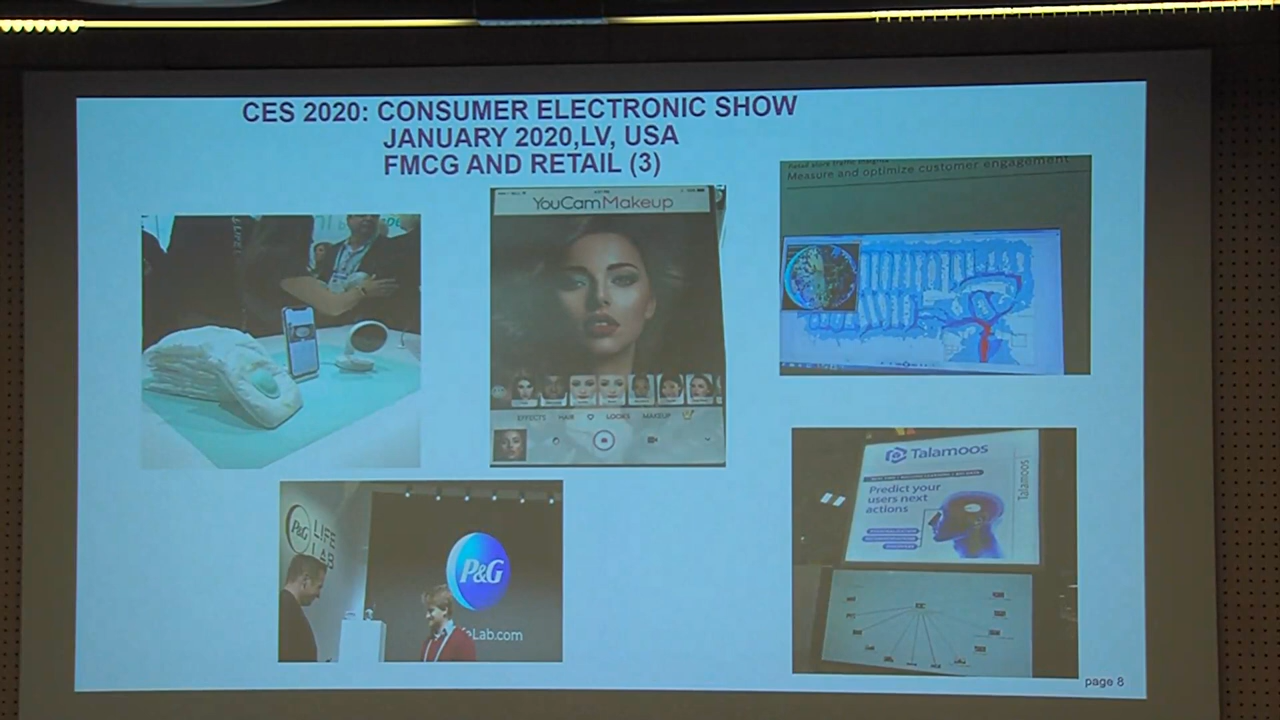 CES 2020: CONSUMER ELECTRONIC SHOW
JANUARY 2020,LV, USA
FMCG AND RETAIL (3)
YouCam Makeup
EFFECTS HAIR LOOKS MAKEUP
Measure and optimize customer engagement
P&G
LIFE
LAB
P&G
eLab.com
Talamoos
Predict your
users next
actions
Talamoos
page 8